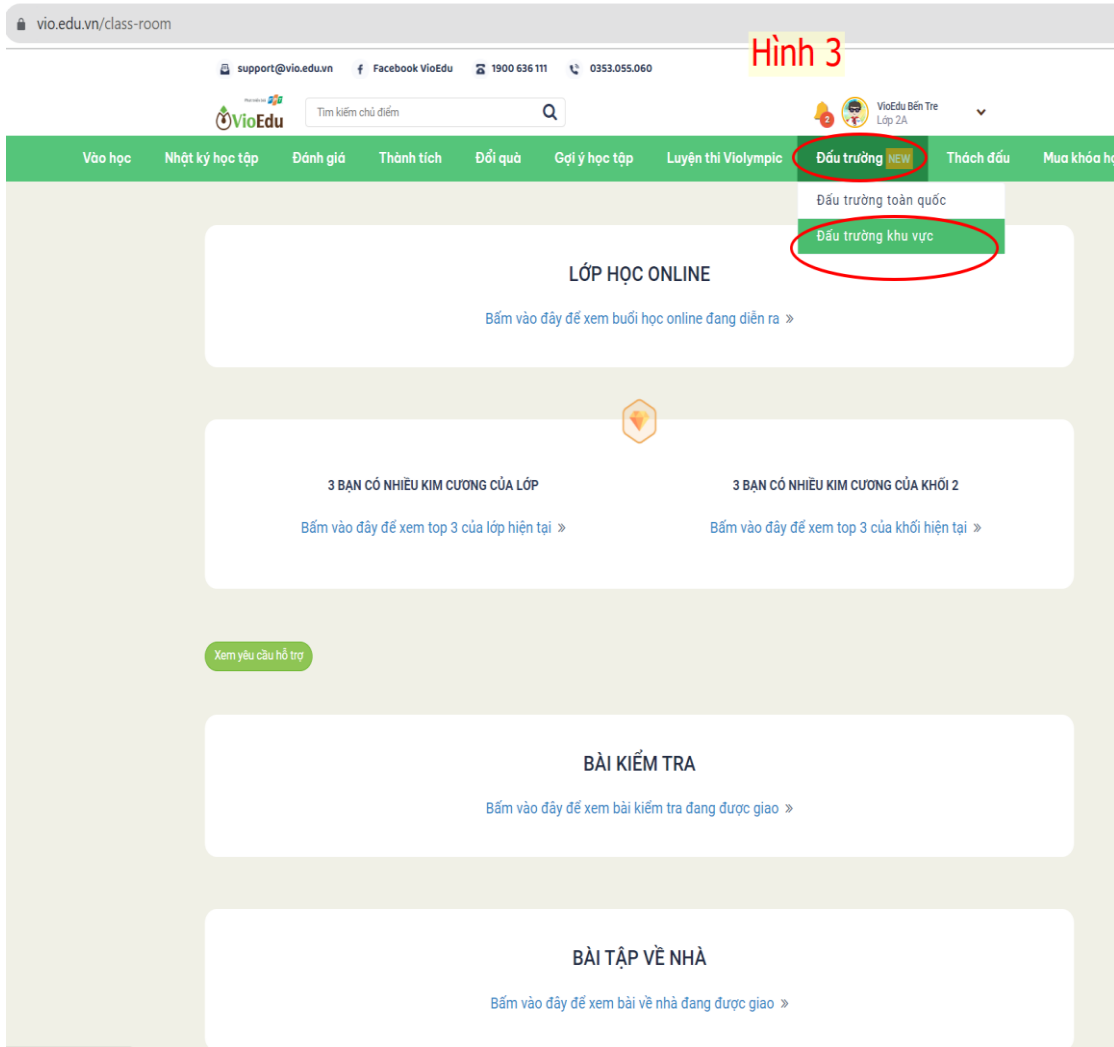 vio.edu.vn/class-room
Hình 3
support@vio.edu.vn Facebook VioEdu 1900 636 111 0353.055.060
FPT
VioEdu
Tìm kiếm chủ điểm
2
VioEdu Bến Tre
Lớp 2A
Vào học Nhật ký học tập Đánh giá Thành tích Đổi quà Gợi ý học tập Luyện thi Violympic Đấu trường NEW Thách đấu Mua khóa họ
Đấu trường toàn quốc
Đấu trường khu vực
LỚP HỌC ONLINE
Bấm vào đây để xem buổi học online đang diễn ra »
3 BẠN CÓ NHIỀU KIM CƯƠNG CỦA LỚP
3 BẠN CÓ NHIỀU KIM CƯƠNG CỦA KHỐI 2
Bấm vào đây để xem top 3 của lớp hiện tại »
Bấm vào đây để xem top 3 của khối hiện tại »
Xem yêu cầu hỗ trợ
BÀI KIỂM TRA
Bấm vào đây để xem bài kiểm tra đang được giao »
BÀI TẬP VỀ NHÀ
Bấm vào đây để xem bài về nhà đang được giao »